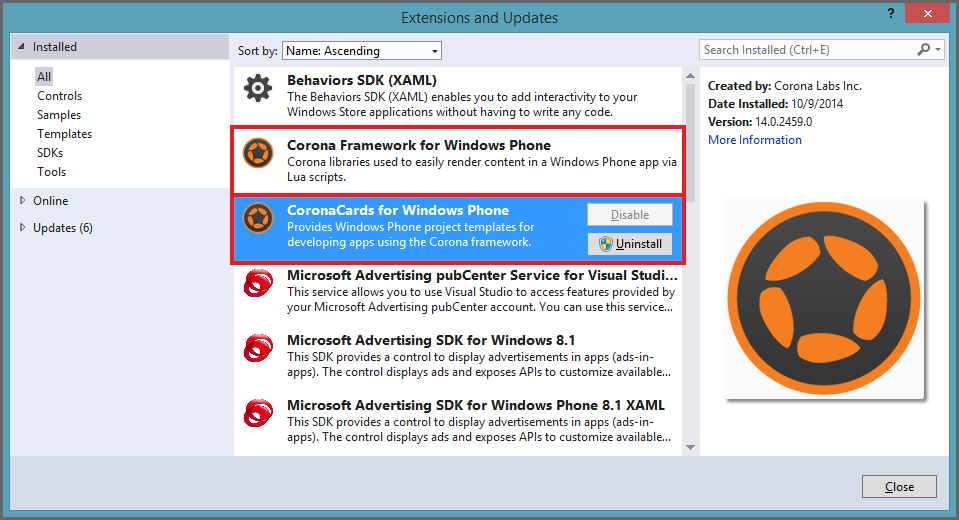 Extensions and Updates
?
Installed
All
Controls
Samples
Templates
SDKs
Tools
Online
Updates (6)
Sort by: Name: Ascending
Behaviors SDK (XAML)
The Behaviors SDK (XAML) enables you to add interactivity to your
Windows Store applications without having to write any code.
Corona Framework for Windows Phone
Corona libraries used to easily render content in a Windows Phone app via
Lua scripts.
CoronaCards for Windows Phone
Provides Windows Phone project templates for
developing apps using the Corona framework.
Disable
Uninstall
Microsoft Advertising pubCenter Service for Visual Studi...
This service allows you to use Visual Studio to access features provided by
your Microsoft Advertising pubCenter account. You can use this service...
Microsoft Advertising SDK for Windows 8.1
This SDK provides a control to display advertisements in apps (ads-in-
apps). The control displays ads and exposes APIs to customize available...
Microsoft Advertising SDK for Windows Phone 8.1 XAML
This SDK provides a control to display advertisements in apps (ads-in-
apps). The control displays ads and exposes APIs to customize available...
Search Installed (Ctrl+E)
Created by: Corona Labs Inc.
Date Installed: 10/9/2014
Version: 14.0.2459.0
More Information
Close